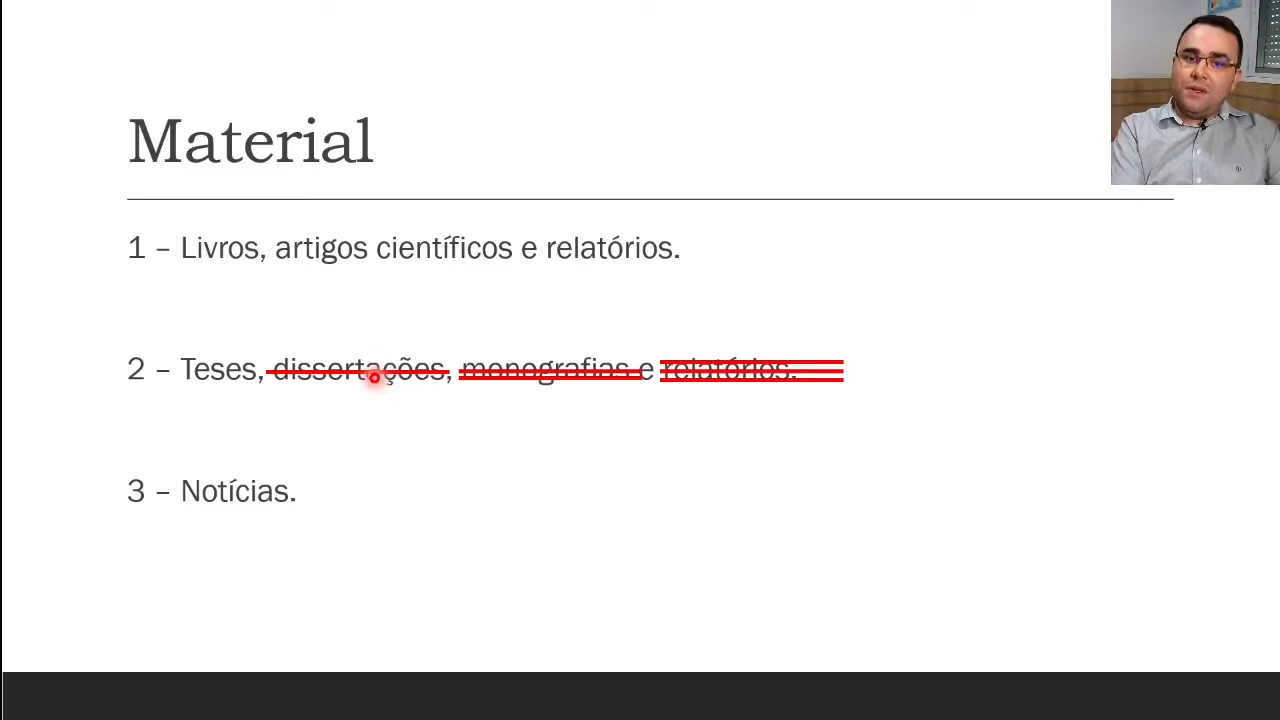 Material
1 – Livros, artigos científicos e relatórios.
2 – Teses, dissertações, monografias e relatórios.
3 – Notícias.